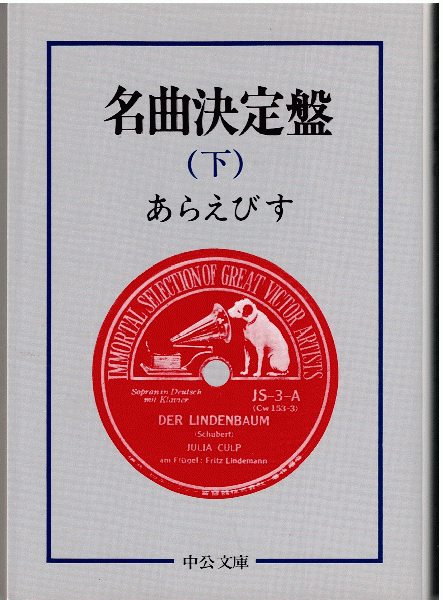 名曲決定盤
(下)
あらえびす
IMMORTAL SELECTION OF GREAT VICTOR ARTISTS
Sopran in Deutsch
mit Klavier
JS-3-A
(Cw 153-3)
DER LINDENBAUM
(Schubert)
JULIA CULP
am Flügel: Fritz Lindemann
中公文庫